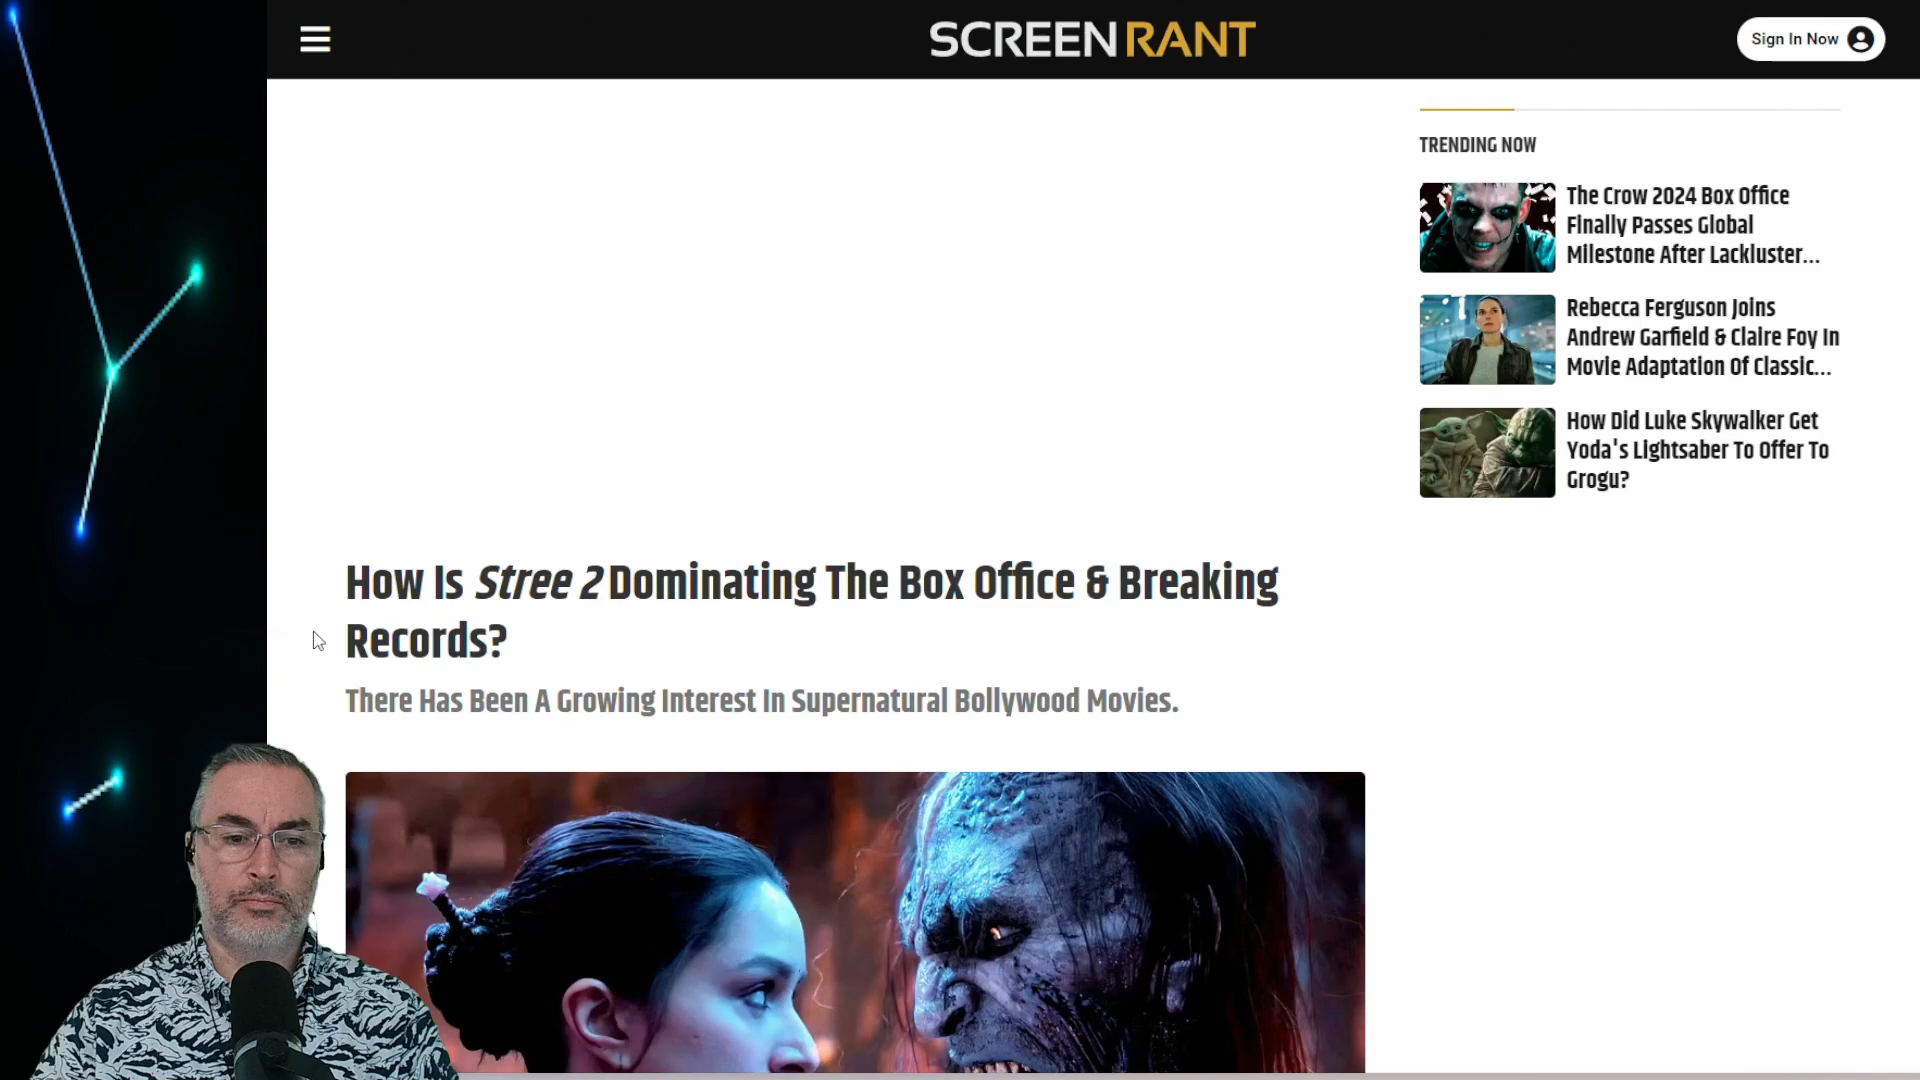 SCREENRANT
Sign In Now
TRENDING NOW
The Crow 2024 Box Office
Finally Passes Global
Milestone After Lackluster...
Rebecca Ferguson Joins
Andrew Garfield & Claire Foy In
Movie Adaptation Of Classic...
How Did Luke Skywalker Get
Yoda's Lightsaber To Offer To
Grogu?
How Is Stree 2 Dominating The Box Office & Breaking
Records?
There Has Been A Growing Interest In Supernatural Bollywood Movies.